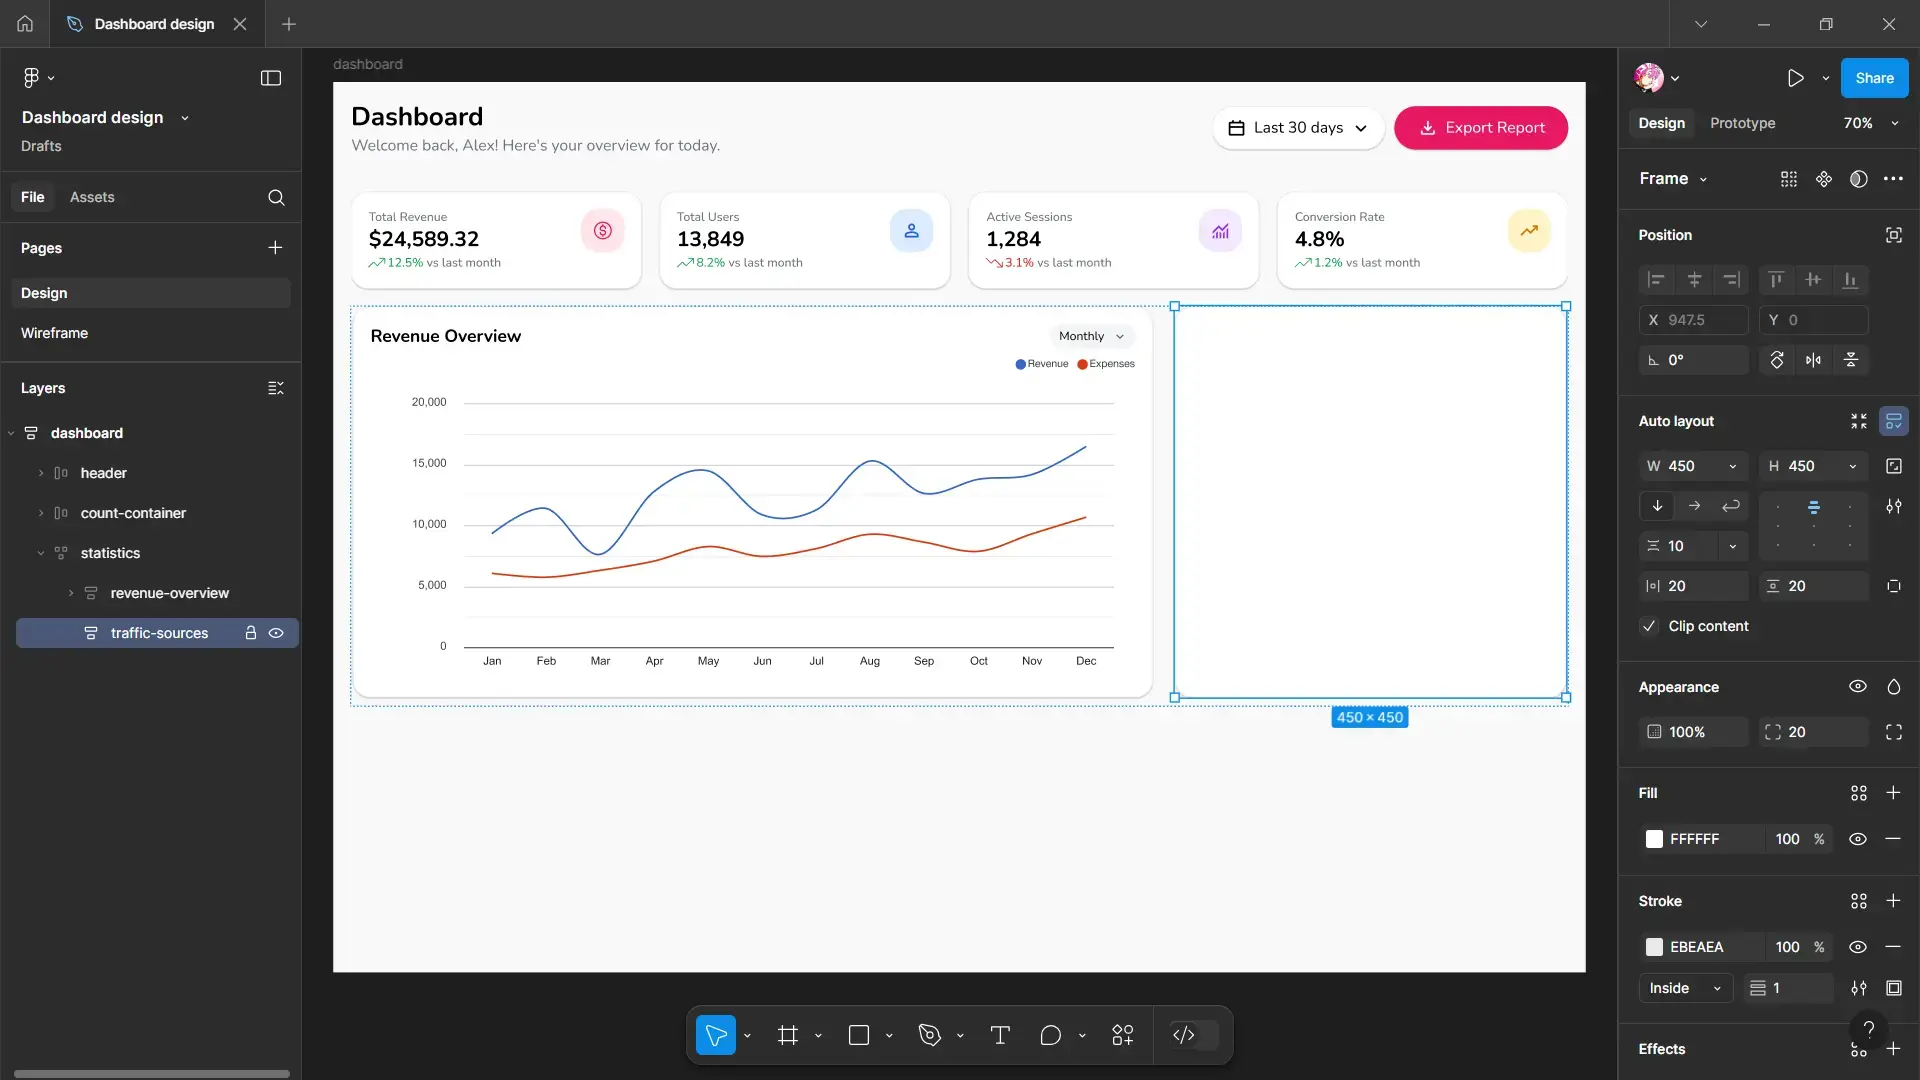 Dashboard design
Dashboard design
Drafts
File
Assets
Pages
Design
Wireframe
Layers
dashboard
header
count-container
statistics
revenue-overview
traffic-sources
dashboard
Dashboard
Welcome back, Alex! Here's your overview for today.
Last 30 days
Export Report
Total Revenue
$24,589.32
12.5% vs last month
Total Users
13,849
8.2% vs last month
Active Sessions
1,284
3.1% vs last month
Conversion Rate
4.8%
1.2% vs last month
Revenue Overview
Monthly
Revenue
Expenses
20,000
15,000
10,000
5,000
0
Jan Feb Mar Apr May Jun Jul Aug Sep Oct Nov Dec
450 × 450
Share
Design
Prototype
70%
Frame
Position
X 947.5
Y 0
0°
Auto layout
W 450
H 450
10
20
20
Clip content
Appearance
100%
20
Fill
FFFFFF 100 %
Stroke
EBEAEA 100 %
Inside
1
Effects
?